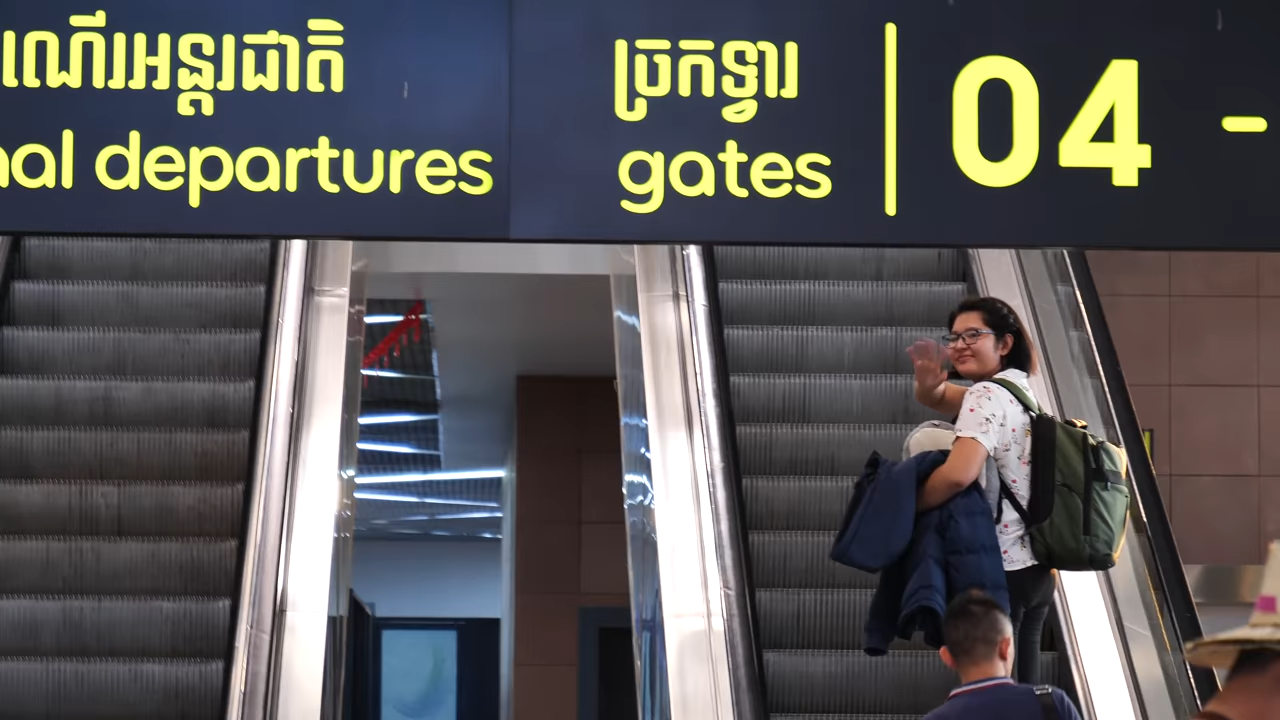 ណើរអន្តរជាតិ
nal departures
ច្រកទ្វារ
gates
04 -